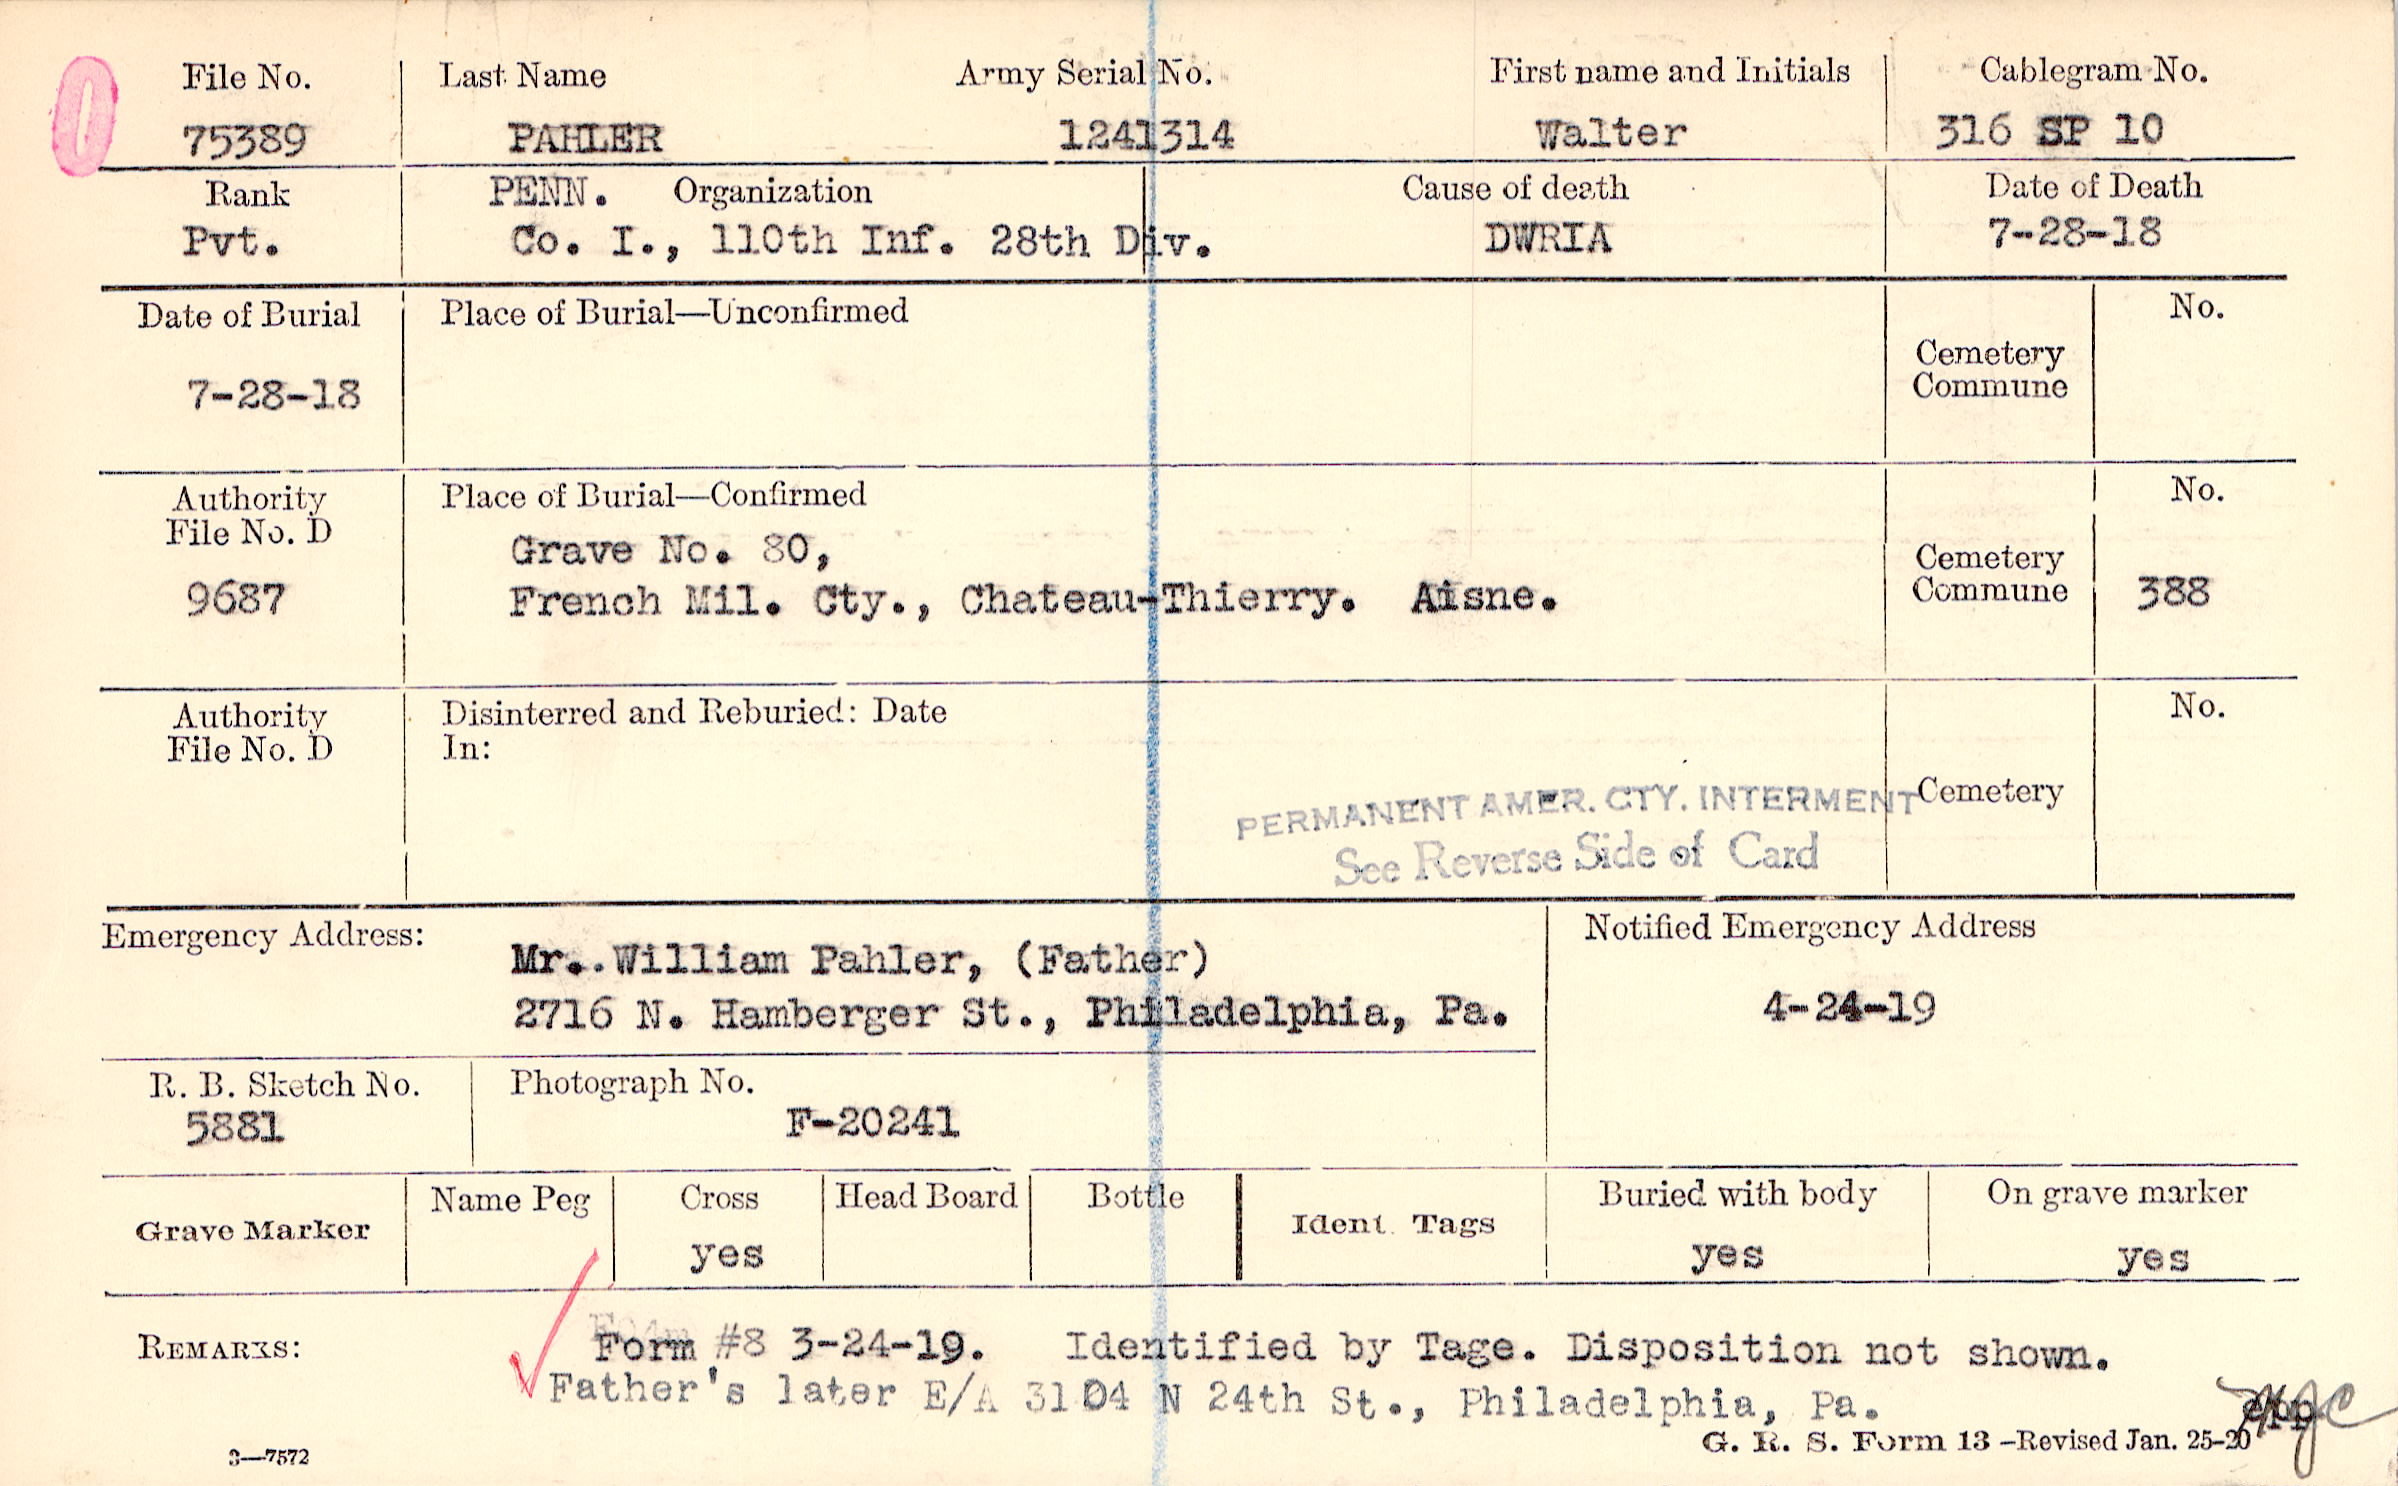 0
File No. Last Name Army Serial No. First name and Initials Cablegram No.
75389 PAHLER 1241314 Walter 316 SP 10
Rank PENN. Organization Cause of death Date of Death
Pvt. Co. I., 110th Inf. 28th Div. DWRIA 7-28-18
Date of Burial Place of Burial—Unconfirmed No.
7-28-18 Cemetery
Commune
Authority Place of Burial—Confirmed No.
File No. D Grave No. 80, Cemetery
9687 French Mil. Cty., Chateau-Thierry. Aisne. Commune 388
Authority Disinterred and Reburied: Date No.
File No. D In:
PERMANENT AMER. CTY. INTERMENT Cemetery
See Reverse Side of Card
Emergency Address: Notified Emergency Address
Mr. William Pahler, (Father)
2716 N. Hamberger St., Philadelphia, Pa. 4-24-19
R. B. Sketch No. Photograph No.
5881 F-20241
Grave Marker Name Peg Cross Head Board Bottle Ident. Tags Buried with body On grave marker
yes yes yes
REMARKS: Form #8 3-24-19. Identified by Tage. Disposition not shown.
Father's later E/A 3104 N 24th St., Philadelphia, Pa.
3—7572 G. R. S. Form 13 -Revised Jan. 25-20